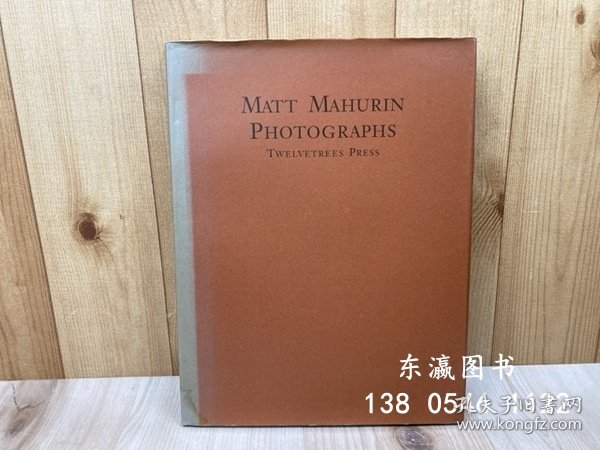 MATT MAHURIN
PHOTOGRAPHS
TWELVETREES PRESS
东瀛图书
138 05
孔夫子旧书网
www.kongfz.com